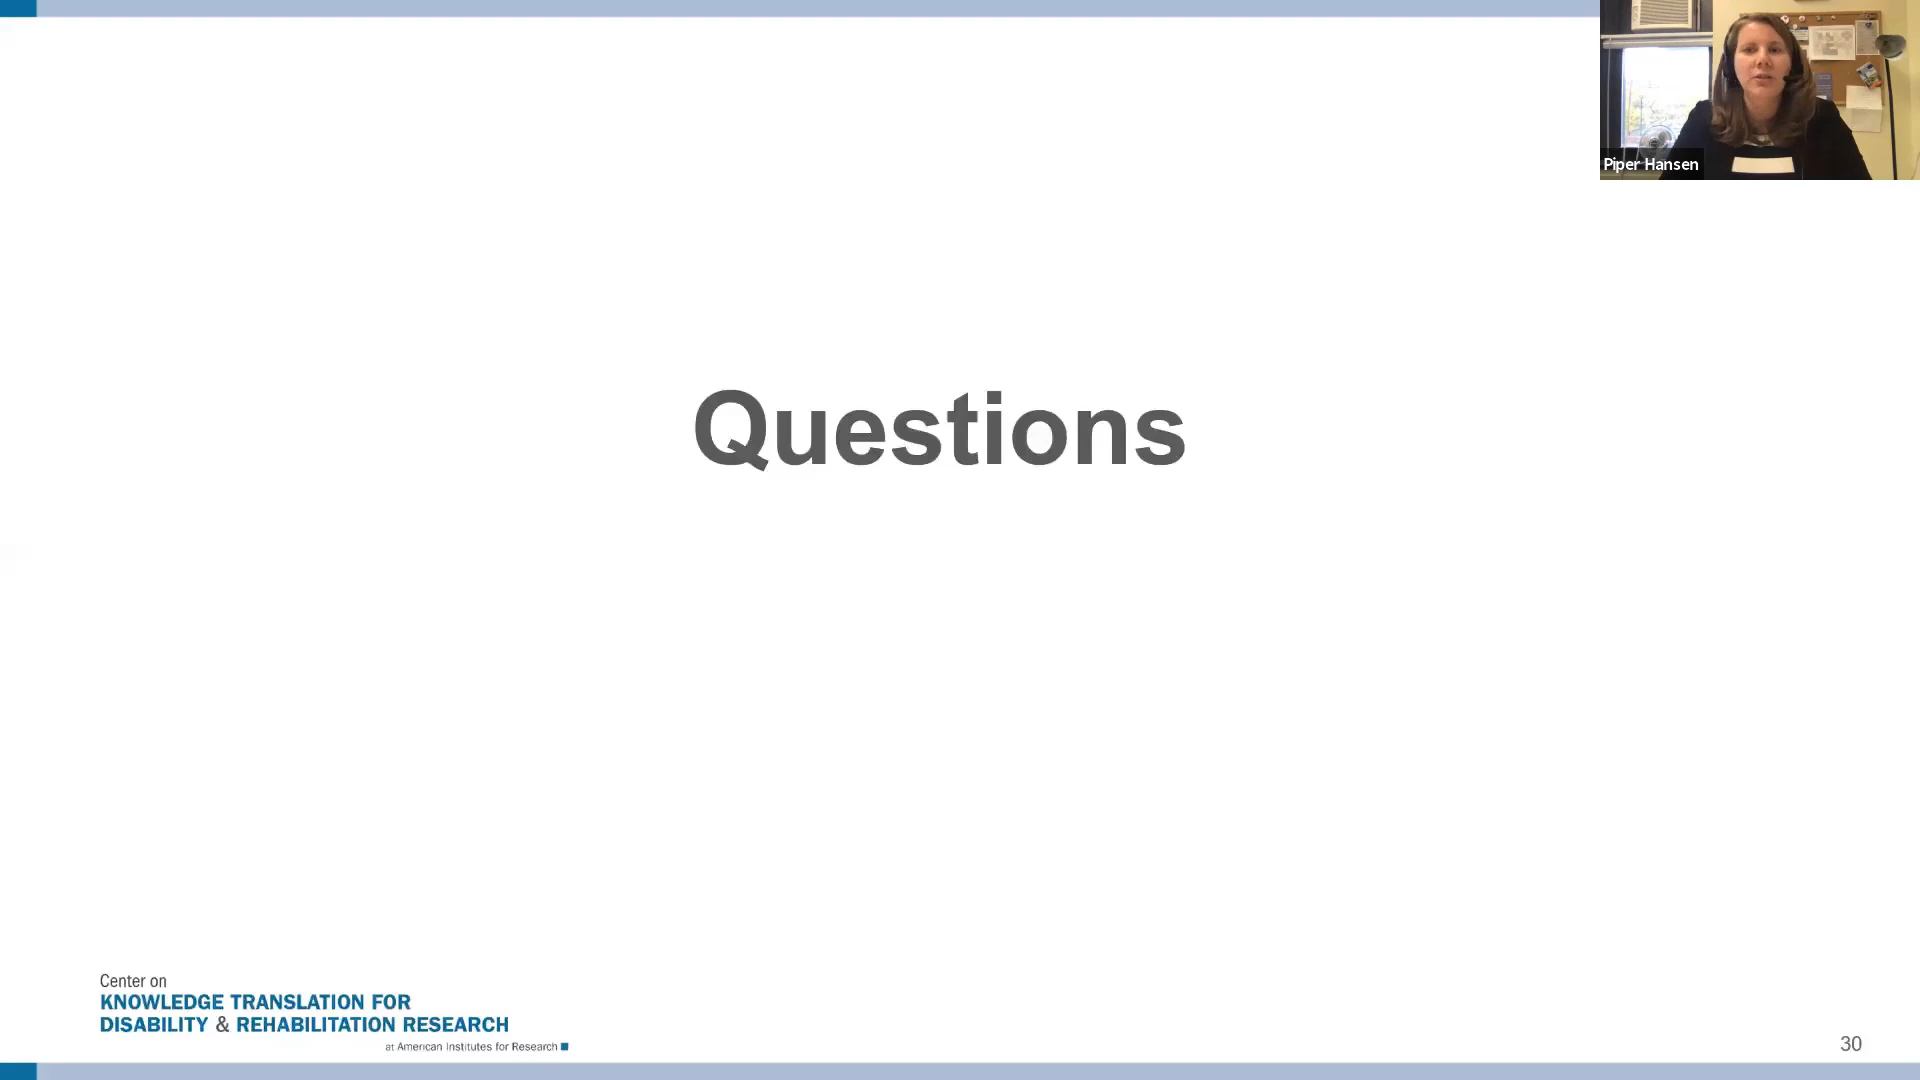 Piper Hansen
Questions
Center on
KNOWLEDGE TRANSLATION FOR
DISABILITY & REHABILITATION RESEARCH
at American Institutes for Research
30